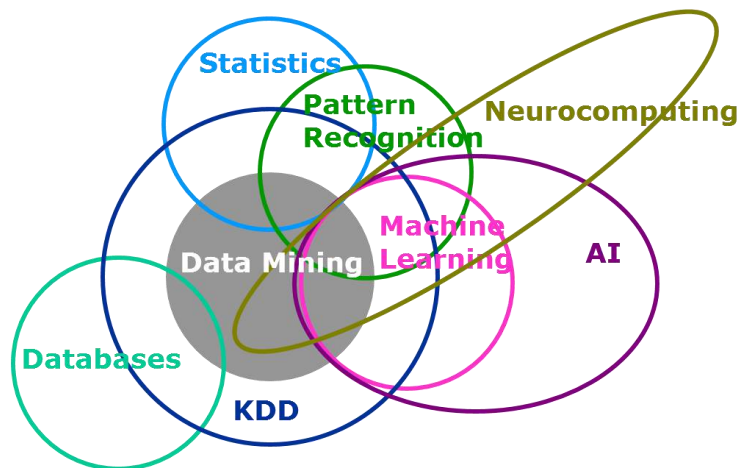 Statistics
Pattern
Recognition
Neurocomputing
Machine
Learning
AI
Data Mining
Databases
KDD